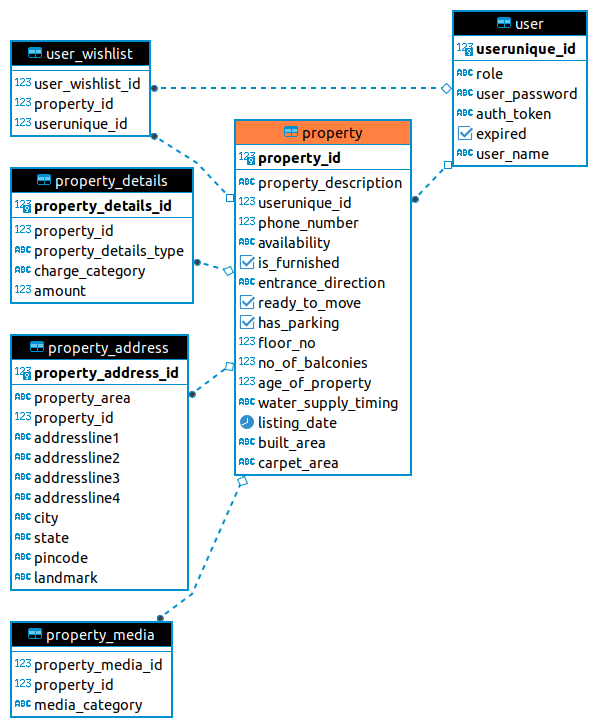 user_wishlist
123 user_wishlist_id
123 property_id
123 userunique_id
user
123 userunique_id
ABC role
ABC user_password
ABC auth_token
expired
ABC user_name
property
123 property_id
ABC property_description
123 userunique_id
123 phone_number
ABC availability
is_furnished
ABC entrance_direction
ready_to_move
has_parking
123 floor_no
123 no_of_balconies
123 age_of_property
ABC water_supply_timing
listing_date
ABC built_area
ABC carpet_area
property_details
123 property_details_id
123 property_id
ABC property_details_type
ABC charge_category
123 amount
property_address
123 property_address_id
ABC property_area
123 property_id
ABC addressline1
ABC addressline2
ABC addressline3
ABC addressline4
ABC city
ABC state
ABC pincode
ABC landmark
property_media
123 property_media_id
123 property_id
ABC media_category